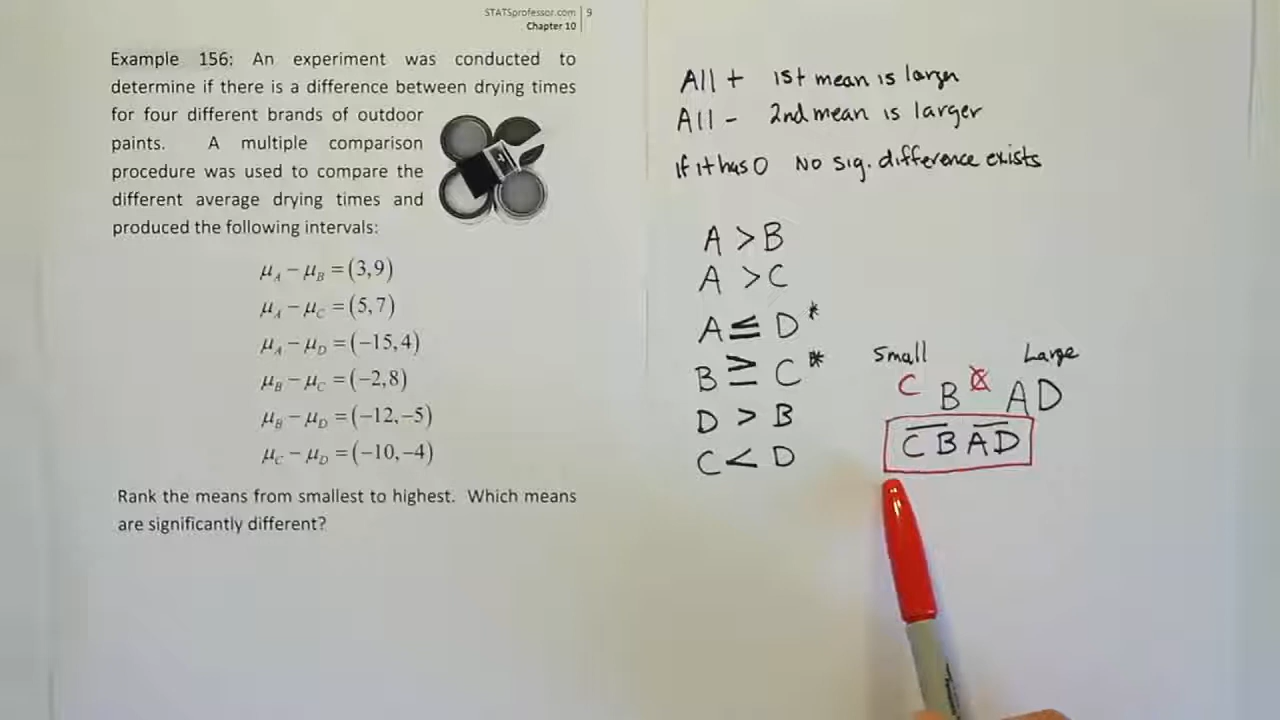 STATSprofessor.com | 9
Chapter 10
Example 156: An experiment was conducted to
determine if there is a difference between drying times
for four different brands of outdoor
paints. A multiple comparison
procedure was used to compare the
different average drying times and
produced the following intervals:
μA − μB = (3,9)
μA − μC = (5,7)
μA − μD = (−15,4)
μB − μC = (−2,8)
μB − μD = (−12,−5)
μC − μD = (−10,−4)
Rank the means from smallest to highest. Which means
are significantly different?
All + 1st mean is larger
All - 2nd mean is larger
If it has 0 No sig. difference exists
A > B
A > C
A ≤ D*
B ≥ C*
D > B
C < D
Small Large
C B A D
C B A D